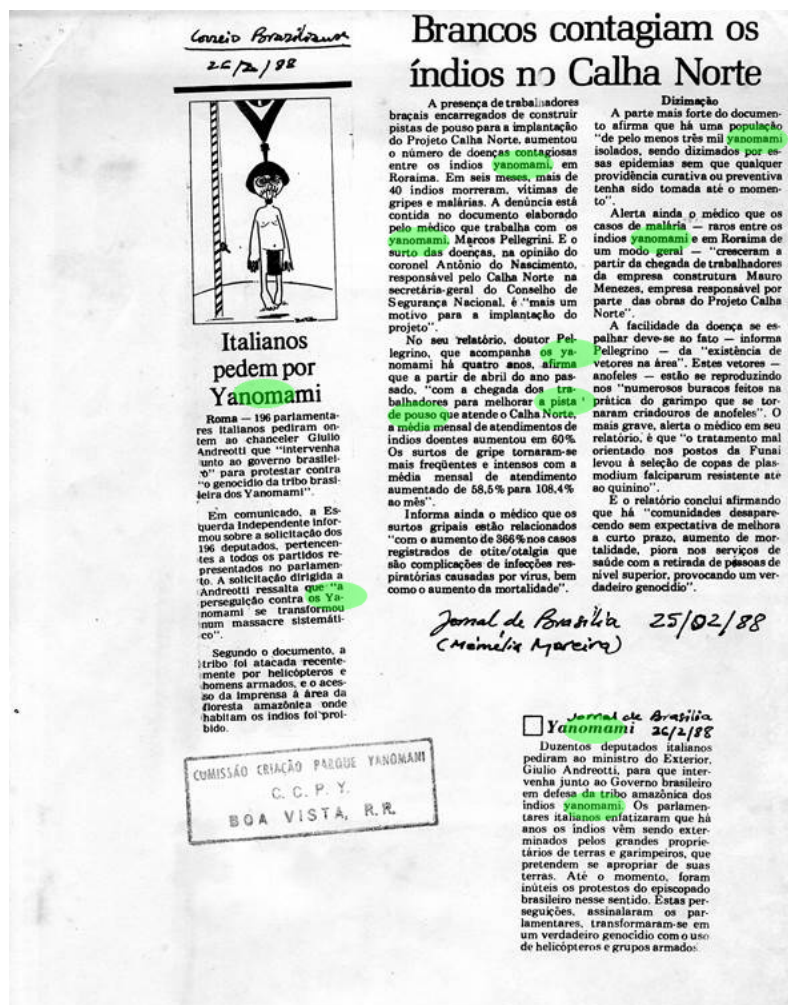 Correio Braziliense
26/2/88
Italianos
pedem por
Yanomami
Roma — 196 parlamenta-
res italianos pediram on-
tem ao chanceler Giulio
Andreotti que "intervenha
junto ao governo brasilei-
o" para protestar contra
"o genocídio da tribo brasi-
leira dos Yanomami".
Em comunicado, a Es-
querda Independente infor-
mou sobre a solicitação dos
196 deputados, pertencen-
tes a todos os partidos re-
presentados no parlamen-
to. A solicitação dirigida a
Andreotti ressalta que "a
perseguição contra os Ya-
nomami se transformou
num massacre sistemáti-
co".
Segundo o documento, a
tribo foi atacada recente-
mente por helicópteros e
homens armados, e o aces-
so da imprensa à área da
floresta amazônica onde
habitam os índios foi proi-
bido.
COMISSÃO CRIAÇÃO PARQUE YANOMANI
C. C. P. Y.
BOA VISTA, R.R.
Brancos contagiam os
índios no Calha Norte
A presença de trabalhadores
braçais encarregados de construir
pistas de pouso para a implantação
do Projeto Calha Norte, aumentou
o número de doenças contagiosas
entre os índios yanomami, em
Roraima. Em seis meses, mais de
40 índios morreram, vítimas de
gripes e malárias. A denúncia está
contida no documento elaborado
pelo médico que trabalha com os
yanomami, Marcos Pellegrini. E o
surto das doenças, na opinião do
coronel Antônio do Nascimento,
responsável pelo Calha Norte na
secretária-geral do Conselho de
Segurança Nacional, é "mais um
motivo para a implantação do
projeto".
No seu relatório, doutor Pel-
legrino, que acompanha os ya-
nomami há quatro anos, afirma
que a partir de abril do ano pas-
sado, "com a chegada dos tra-
balhadores para melhorar a pista
de pouso que atende o Calha Norte,
a média mensal de atendimentos de
índios doentes aumentou em 60%
Os surtos de gripe tornaram-se
mais freqüentes e intensos com a
média mensal de atendimento
aumentado de 58,5% para 108,4%
ao mês".
Informa ainda o médico que os
surtos gripais estão relacionados
"com o aumento de 366% nos casos
registrados de otite/otalgia que
são complicações de infecções res-
piratórias causadas por vírus, bem
como o aumento da mortalidade".
Dizimação
A parte mais forte do documen-
to afirma que há uma população
"de pelo menos três mil yanomami
isolados, sendo dizimados por es-
sas epidemias sem que qualquer
providência curativa ou preventiva
tenha sido tomada até o momen-
to".
Alerta ainda o médico que os
casos de malária — raros entre os
índios yanomami e em Roraima de
um modo geral — "cresceram a
partir da chegada de trabalhadores
da empresa construtura Mauro
Menezes, empresa responsável por
parte das obras do Projeto Calha
Norte".
A facilidade da doença se es-
palhar deve-se ao fato — informa
Pellegrino — da "existência de
vetores na área". Estes vetores —
anofeles — estão se reproduzindo
nos "numerosos buracos feitos na
prática do garimpo que se tor-
naram criadouros de anofeles". O
mais grave, alerta o médico em seu
relatório, é que "o tratamento mal
orientado nos postos da Funai
levou à seleção de copas de plas-
modium falciparum resistente até
ao quinino".
E o relatório conclui afirmando
que há "comunidades desapare-
cendo sem expectativa de melhora
a curto prazo, aumento de mor-
talidade, piora nos serviços de
saúde com a retirada de pessoas de
nível superior, provocando um ver-
dadeiro genocídio".
Jornal de Brasília 25/02/88
(Memélia Moreira)
Jornal de Brasília
Yanomami 26/2/88
Duzentos deputados italianos
pediram ao ministro do Exterior,
Giulio Andreotti, para que inter-
venha junto ao Governo brasileiro
em defesa da tribo amazônica dos
índios yanomami. Os parlamen-
tares italianos enfatizaram que há
anos os índios vêm sendo exter-
minados pelos grandes proprie-
tários de terras e garimpeiros, que
pretendem se apropriar de suas
terras. Até o momento, foram
inúteis os protestos do episcopado
brasileiro nesse sentido. Estas per-
seguições, assinalaram os par-
lamentares, transformaram-se em
um verdadeiro genocídio com o uso
de helicópteros e grupos armados.